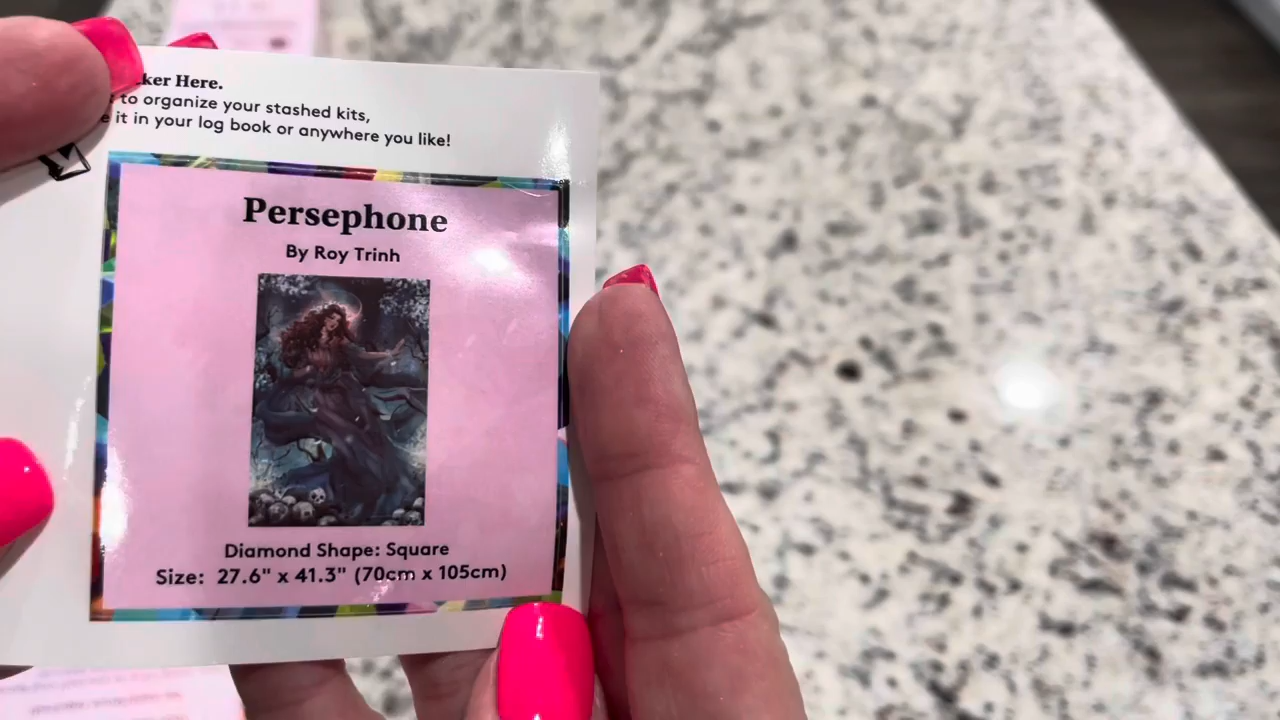 ker Here.
to organize your stashed kits,
it in your log book or anywhere you like!
Persephone
By Roy Trinh
Diamond Shape: Square
Size: 27.6" x 41.3" (70cm x 105cm)